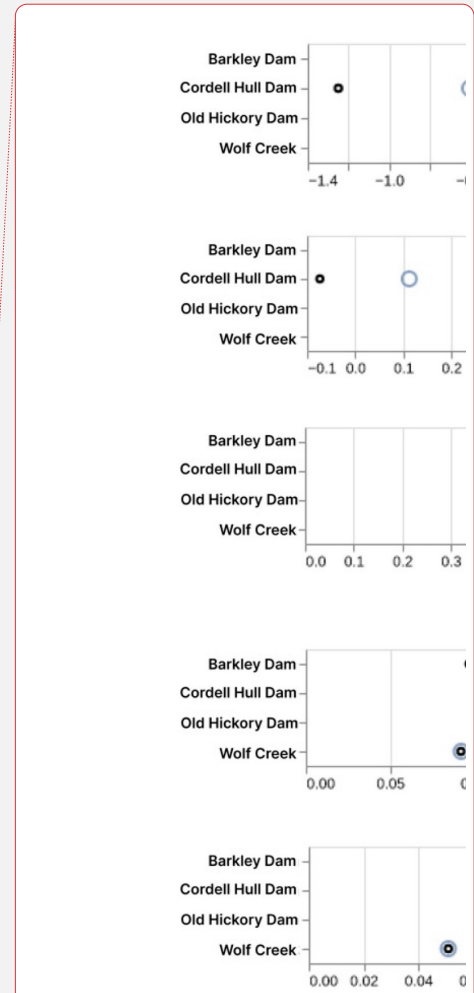 Barkley Dam
Cordell Hull Dam
Old Hickory Dam
Wolf Creek
−1.4 −1.0
Barkley Dam
Cordell Hull Dam
Old Hickory Dam
Wolf Creek
−0.1 0.0 0.1 0.2
Barkley Dam
Cordell Hull Dam
Old Hickory Dam
Wolf Creek
0.0 0.1 0.2 0.3
Barkley Dam
Cordell Hull Dam
Old Hickory Dam
Wolf Creek
0.00 0.05
Barkley Dam
Cordell Hull Dam
Old Hickory Dam
Wolf Creek
0.00 0.02 0.04